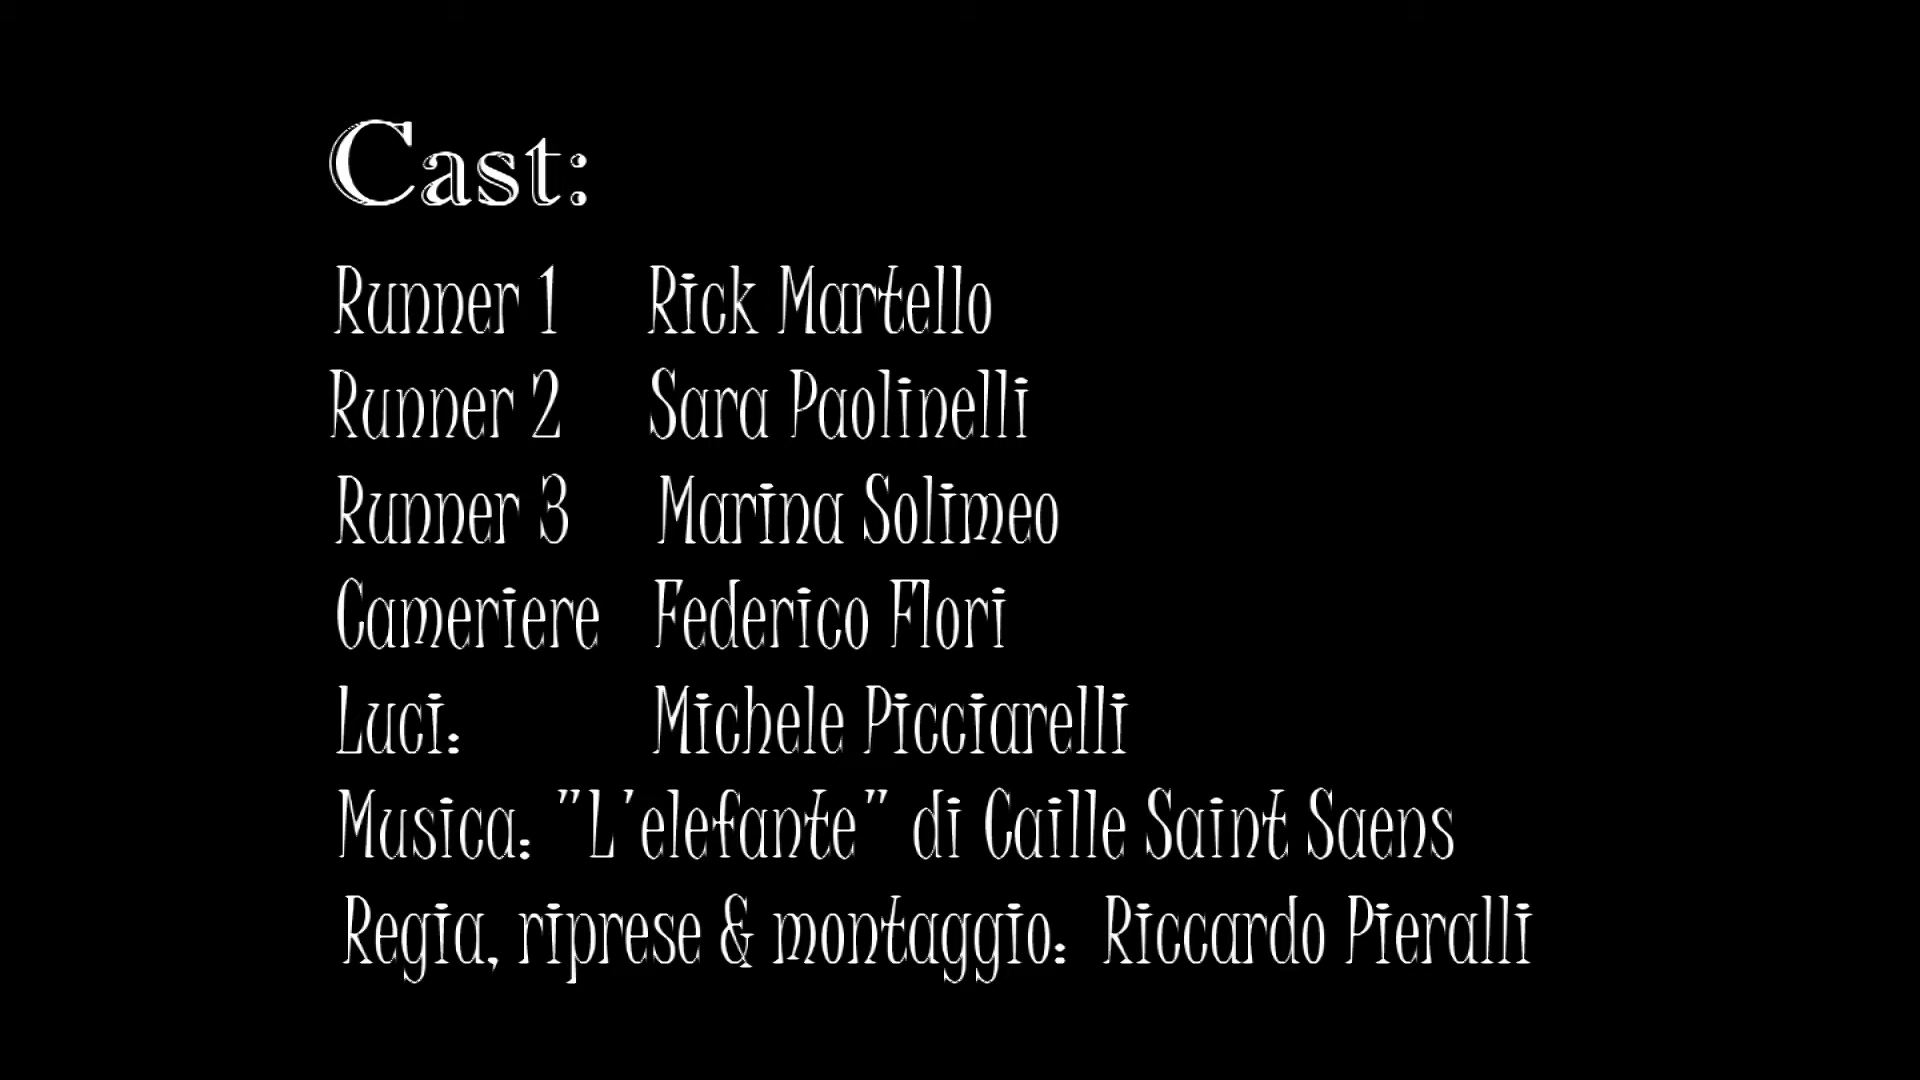 Cast:
Runner 1 Rick Martello
Runner 2 Sara Paolinelli
Runner 3 Marina Solimeo
Cameriere Federico Flori
Luci: Michele Picciarelli
Musica: "L'elefante" di Caille Saint Saens
Regia, riprese & montaggio: Riccardo Pieralli